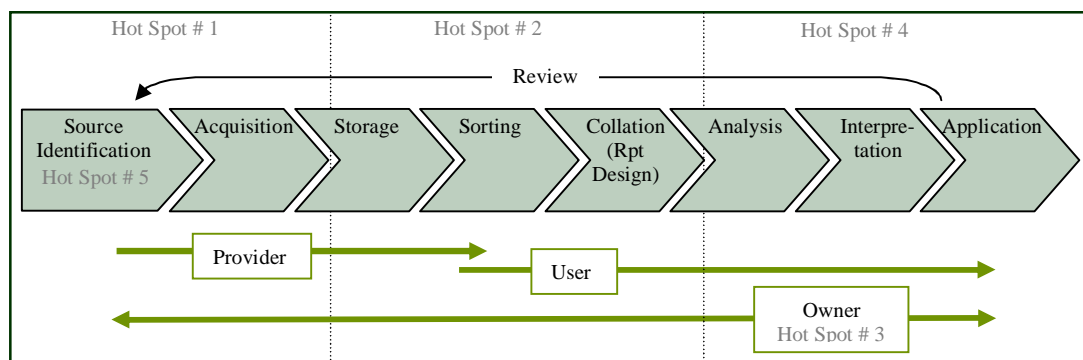 Hot Spot # 1
Hot Spot # 2
Hot Spot # 4
Review
Source
Identification
Hot Spot # 5
Acquisition
Storage
Sorting
Collation
(Rpt
Design)
Analysis
Interpre-
tation
Application
Provider
User
Owner
Hot Spot # 3